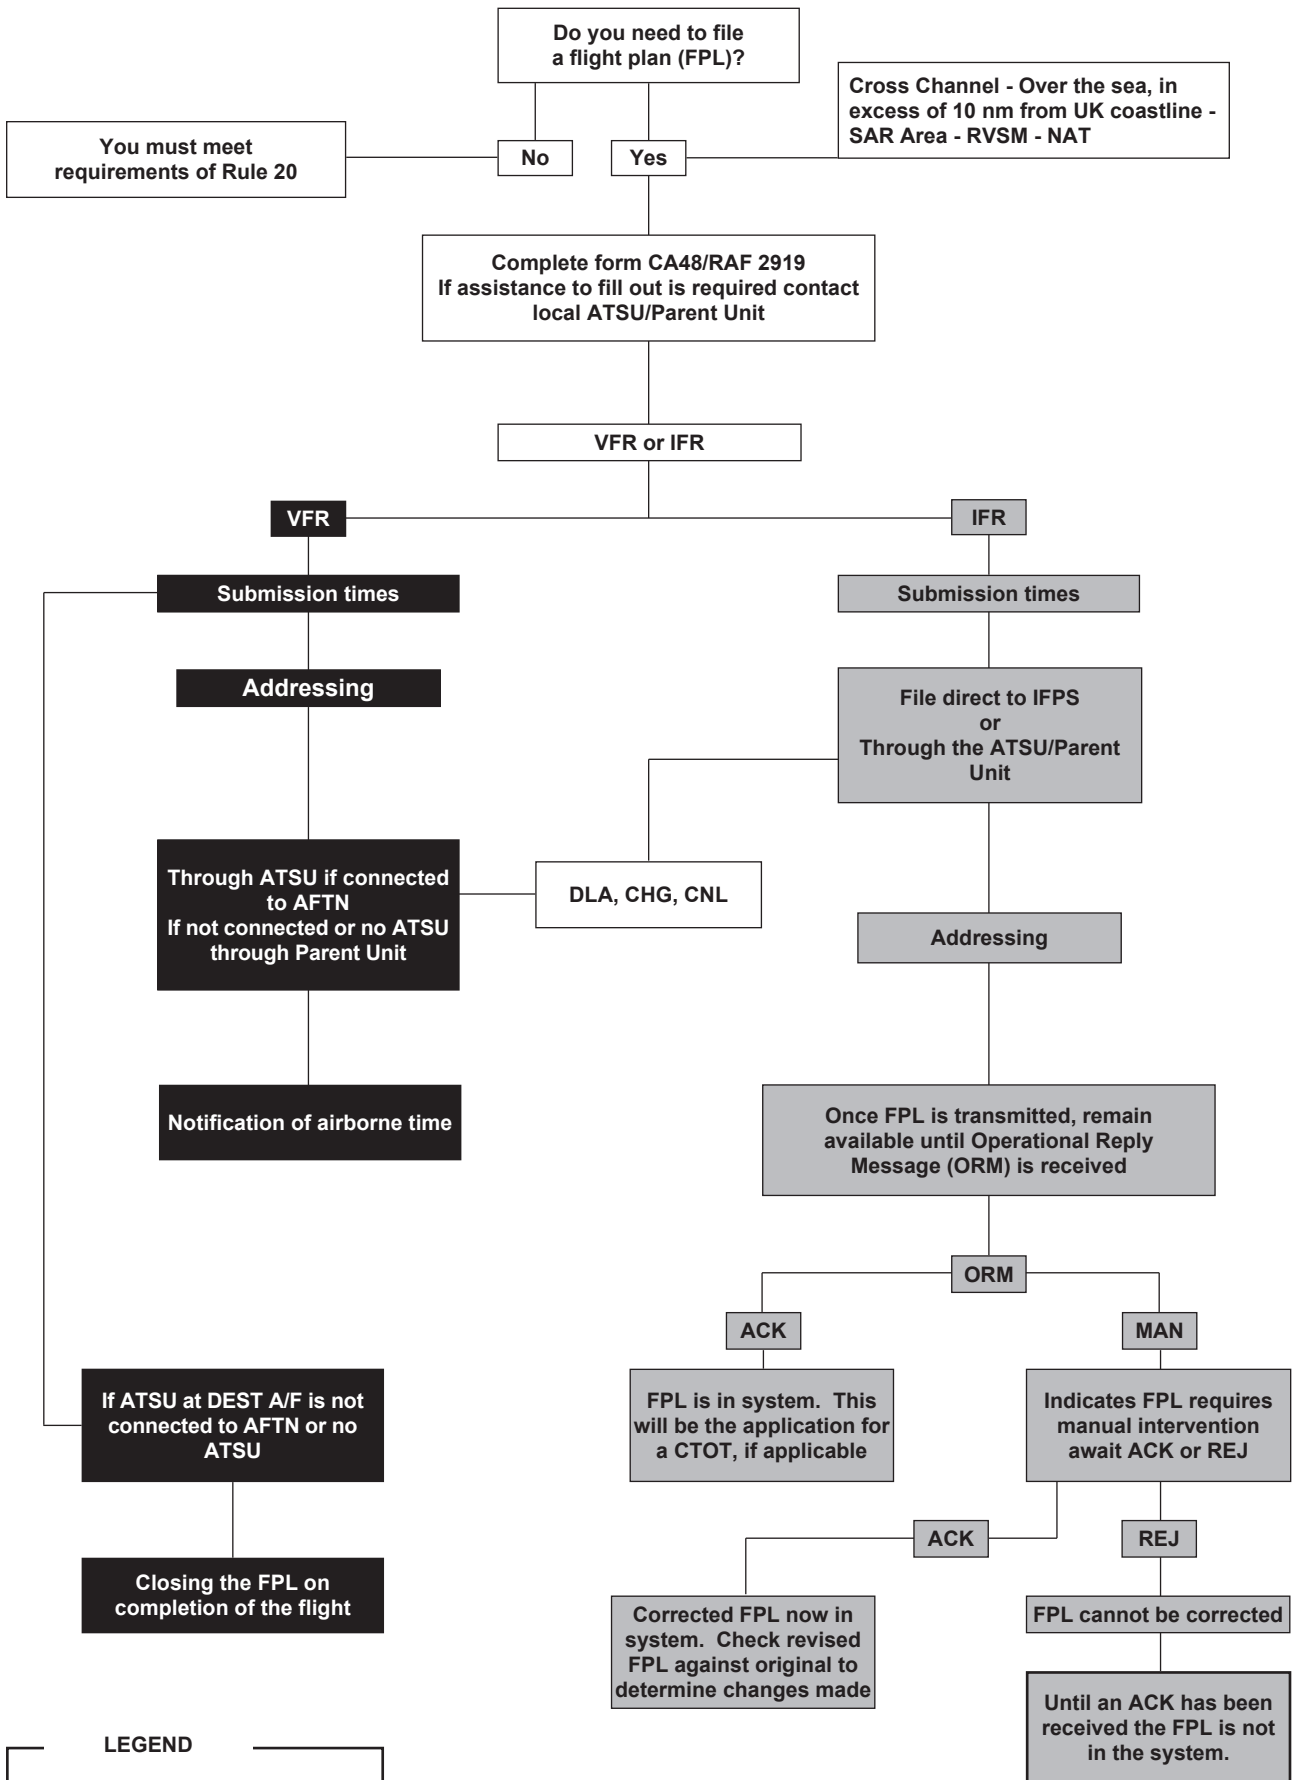 Do you need to file
a flight plan (FPL)?
Cross Channel - Over the sea, in
excess of 10 nm from UK coastline -
SAR Area - RVSM - NAT
You must meet
requirements of Rule 20
No
Yes
Complete form CA48/RAF 2919
If assistance to fill out is required contact
local ATSU/Parent Unit
VFR or IFR
VFR
IFR
Submission times
Submission times
Addressing
File direct to IFPS
or
Through the ATSU/Parent
Unit
Through ATSU if connected
to AFTN
If not connected or no ATSU
through Parent Unit
DLA, CHG, CNL
Addressing
Notification of airborne time
Once FPL is transmitted, remain
available until Operational Reply
Message (ORM) is received
ORM
ACK
MAN
If ATSU at DEST A/F is not
connected to AFTN or no
ATSU
FPL is in system. This
will be the application for
a CTOT, if applicable
Indicates FPL requires
manual intervention
await ACK or REJ
ACK
REJ
Closing the FPL on
completion of the flight
Corrected FPL now in
system. Check revised
FPL against original to
determine changes made
FPL cannot be corrected
Until an ACK has been
received the FPL is not
in the system.
LEGEND